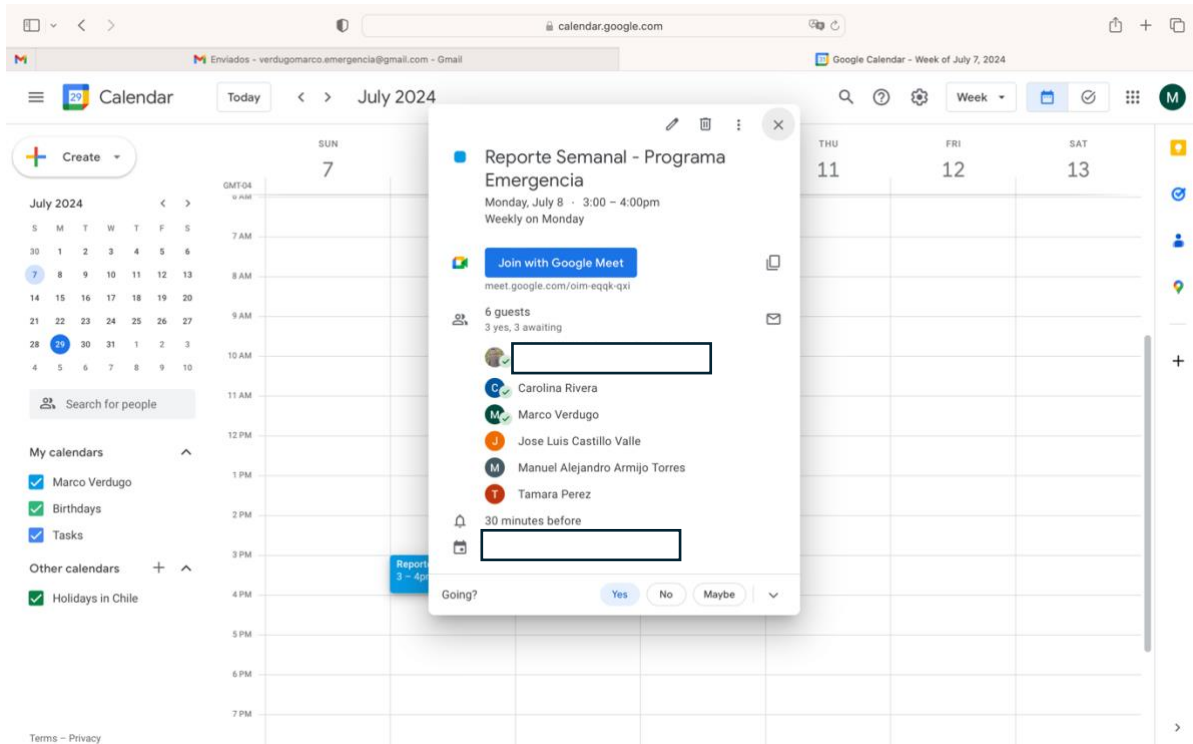 calendar.google.com
Enviados - verdugomarco.emergencia@gmail.com - Gmail
Google Calendar - Week of July 7, 2024
29
Calendar
Today
July 2024
Week
M
Create
July 2024
S M T W T F S
30 1 2 3 4 5 6
7 8 9 10 11 12 13
14 15 16 17 18 19 20
21 22 23 24 25 26 27
28 29 30 31 1 2 3
4 5 6 7 8 9 10
Search for people
My calendars
Marco Verdugo
Birthdays
Tasks
Other calendars
Holidays in Chile
Terms – Privacy
SUN
7
THU
11
FRI
12
SAT
13
GMT-04
7 AM
8 AM
9 AM
10 AM
11 AM
12 PM
1 PM
2 PM
3 PM
4 PM
5 PM
6 PM
7 PM
Reporte Semanal - Programa
Emergencia
Monday, July 8 · 3:00 – 4:00pm
Weekly on Monday
Join with Google Meet
meet.google.com/oim-eqqk-qxi
6 guests
3 yes, 3 awaiting
C Carolina Rivera
M Marco Verdugo
J Jose Luis Castillo Valle
M Manuel Alejandro Armijo Torres
T Tamara Perez
30 minutes before
Going?
Yes
No
Maybe